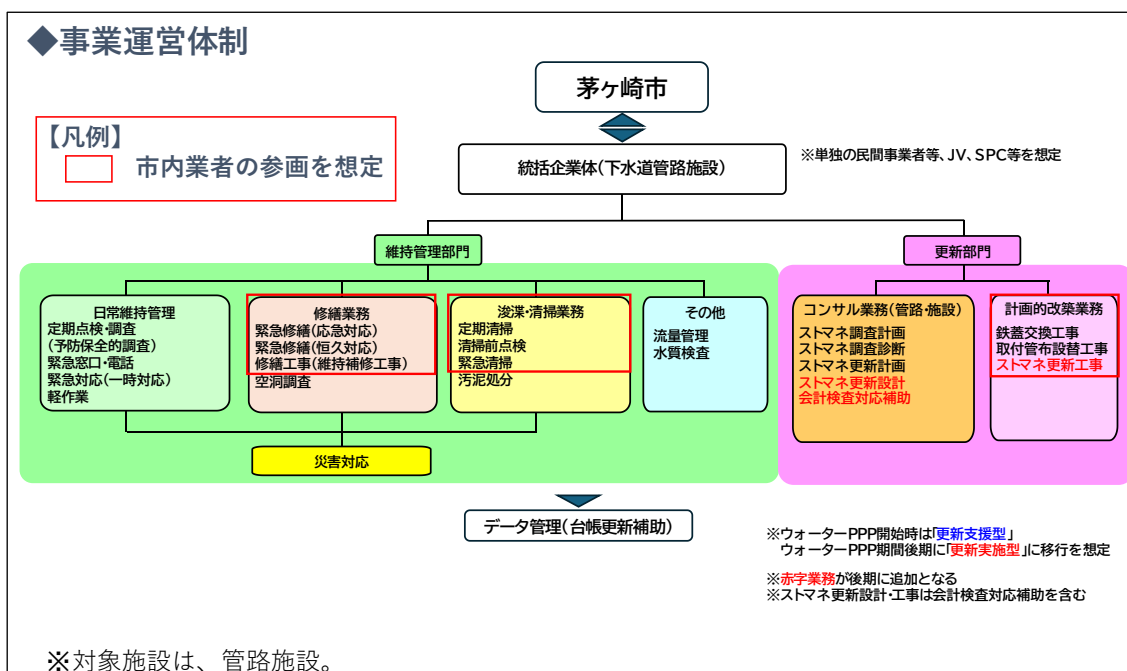 ◆事業運営体制
茅ヶ崎市
【凡例】
市内業者の参画を想定
統括企業体(下水道管路施設)
※単独の民間事業者等、JV、SPC等を想定
維持管理部門
更新部門
日常維持管理
定期点検・調査
(予防保全的調査)
緊急窓口・電話
緊急対応(一時対応)
軽作業
修繕業務
緊急修繕(応急対応)
緊急修繕(恒久対応)
修繕工事(維持補修工事)
空洞調査
浚渫・清掃業務
定期清掃
清掃前点検
緊急清掃
汚泥処分
その他
流量管理
水質検査
コンサル業務(管路・施設)
ストマネ調査計画
ストマネ調査診断
ストマネ更新計画
ストマネ更新設計
会計検査対応補助
計画的改築業務
鉄蓋交換工事
取付管布設替工事
ストマネ更新工事
災害対応
データ管理(台帳更新補助)
※ウォーターPPP開始時は「更新支援型」
ウォーターPPP期間後期に「更新実施型」に移行を想定
※赤字業務が後期に追加となる
※ストマネ更新設計・工事は会計検査対応補助を含む
※対象施設は、管路施設。